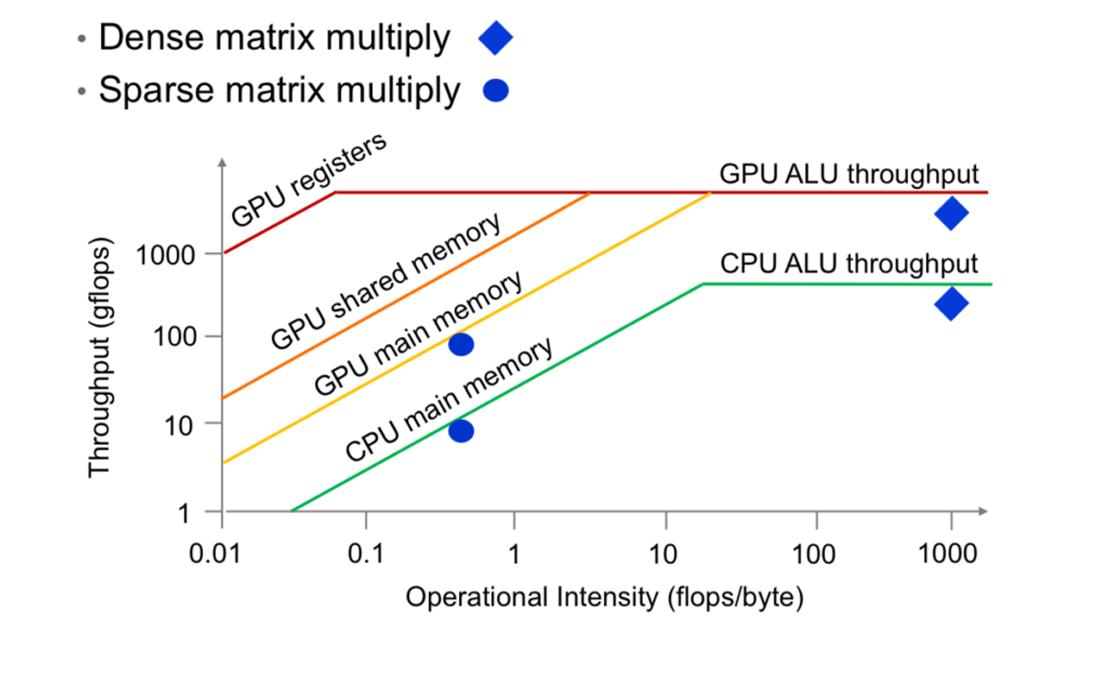 • Dense matrix multiply
• Sparse matrix multiply
GPU registers
GPU ALU throughput
GPU shared memory
CPU ALU throughput
GPU main memory
CPU main memory
Throughput (gflops)
1000
100
10
1
0.01
0.1
1
10
100
1000
Operational Intensity (flops/byte)